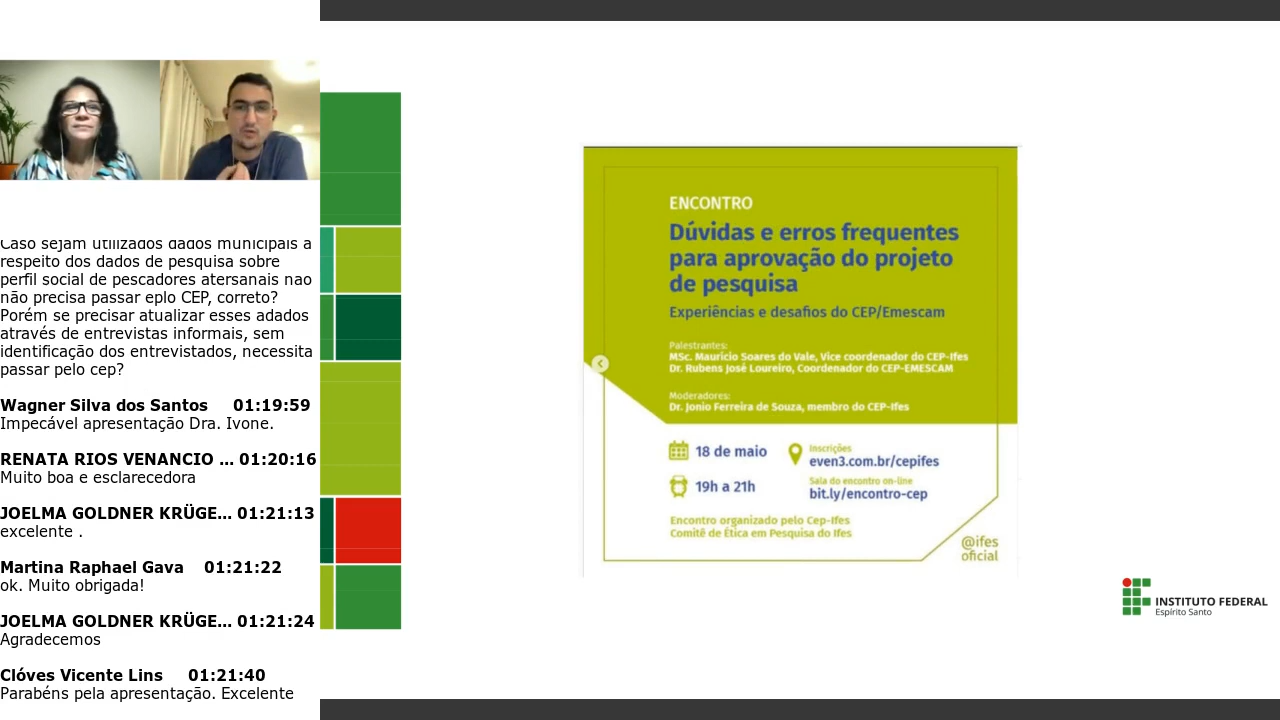 Caso sejam utilizados dados municipais a
respeito dos dados de pesquisa sobre
perfil social de pescadores atersanais nao
não precisa passar eplo CEP, correto?
Porém se precisar atualizar esses adados
através de entrevistas informais, sem
identificação dos entrevistados, necessita
passar pelo cep?
Wagner Silva dos Santos 01:19:59
Impecável apresentação Dra. Ivone.
RENATA RIOS VENANCIO ... 01:20:16
Muito boa e esclarecedora
JOELMA GOLDNER KRÜGE... 01:21:13
excelente .
Martina Raphael Gava 01:21:22
ok. Muito obrigada!
JOELMA GOLDNER KRÜGE... 01:21:24
Agradecemos
Clóves Vicente Lins 01:21:40
Parabéns pela apresentação. Excelente
ENCONTRO
Dúvidas e erros frequentes
para aprovação do projeto
de pesquisa
Experiências e desafios do CEP/Emescam
Palestrantes:
MSc. Mauricio Soares do Vale, Vice coordenador do CEP-Ifes
Dr. Rubens José Loureiro, Coordenador do CEP-EMESCAM
Moderadores:
Dr. Jonio Ferreira de Souza, membro do CEP-Ifes
18 de maio
19h a 21h
Inscrições
even3.com.br/cepifes
Sala do encontro on-line
bit.ly/encontro-cep
Encontro organizado pelo Cep-Ifes
Comitê de Ética em Pesquisa do Ifes
@ifes
oficial
INSTITUTO FEDERAL
Espírito Santo